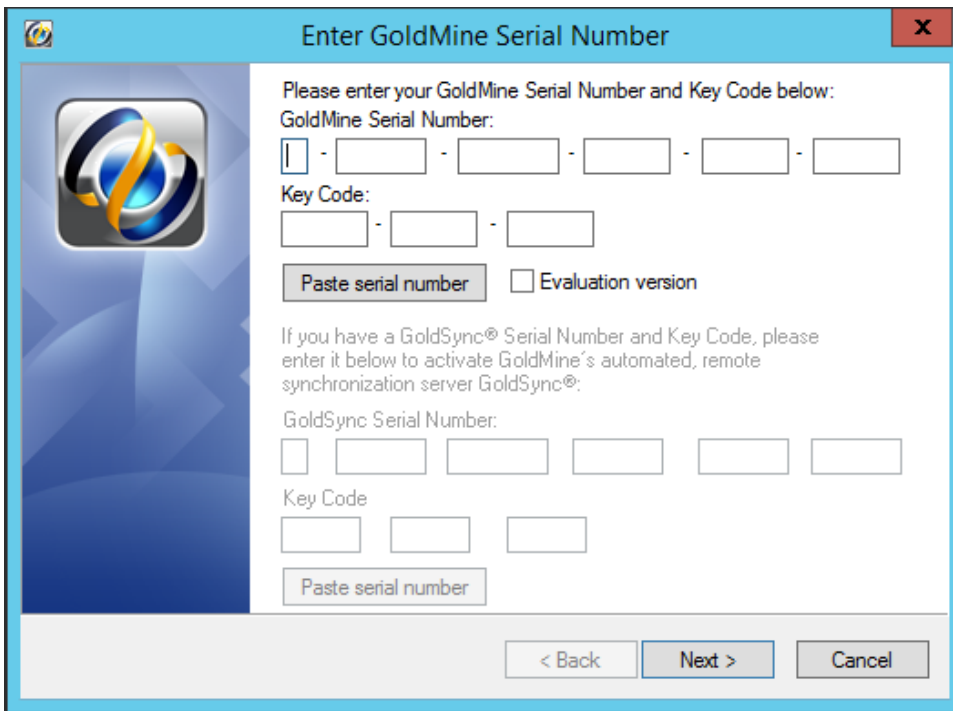 Enter GoldMine Serial Number
x
Please enter your GoldMine Serial Number and Key Code below:
GoldMine Serial Number:
- - - - -
Key Code:
- -
Paste serial number Evaluation version
If you have a GoldSync® Serial Number and Key Code, please
enter it below to activate GoldMine´s automated, remote
synchronization server GoldSync®:
GoldSync Serial Number:
Key Code
Paste serial number
< Back Next > Cancel